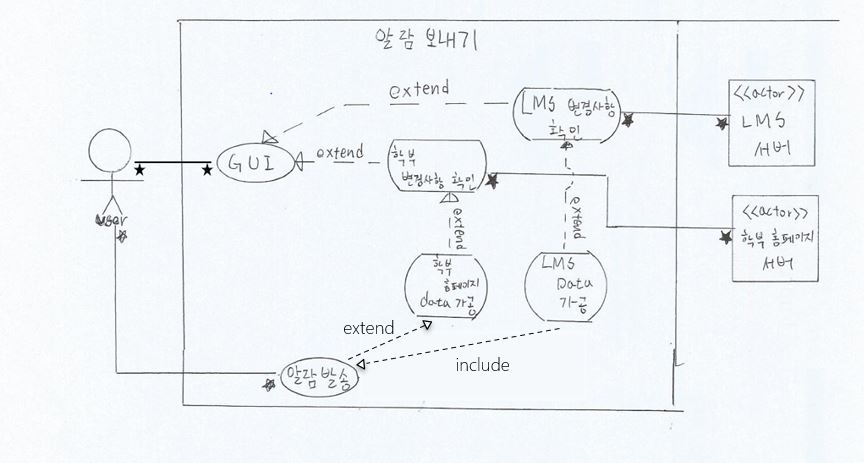 알람 보내기
extend
LMS 변경사항
확인
<<actor>>
LMS
서버
GUI
extend
학부
변경사항 확인
user
<<actor>>
학부 홈페이지
서버
extend
extend
학부
홈페이지
data 가공
LMS
Data
가공
extend
include
알람 발송